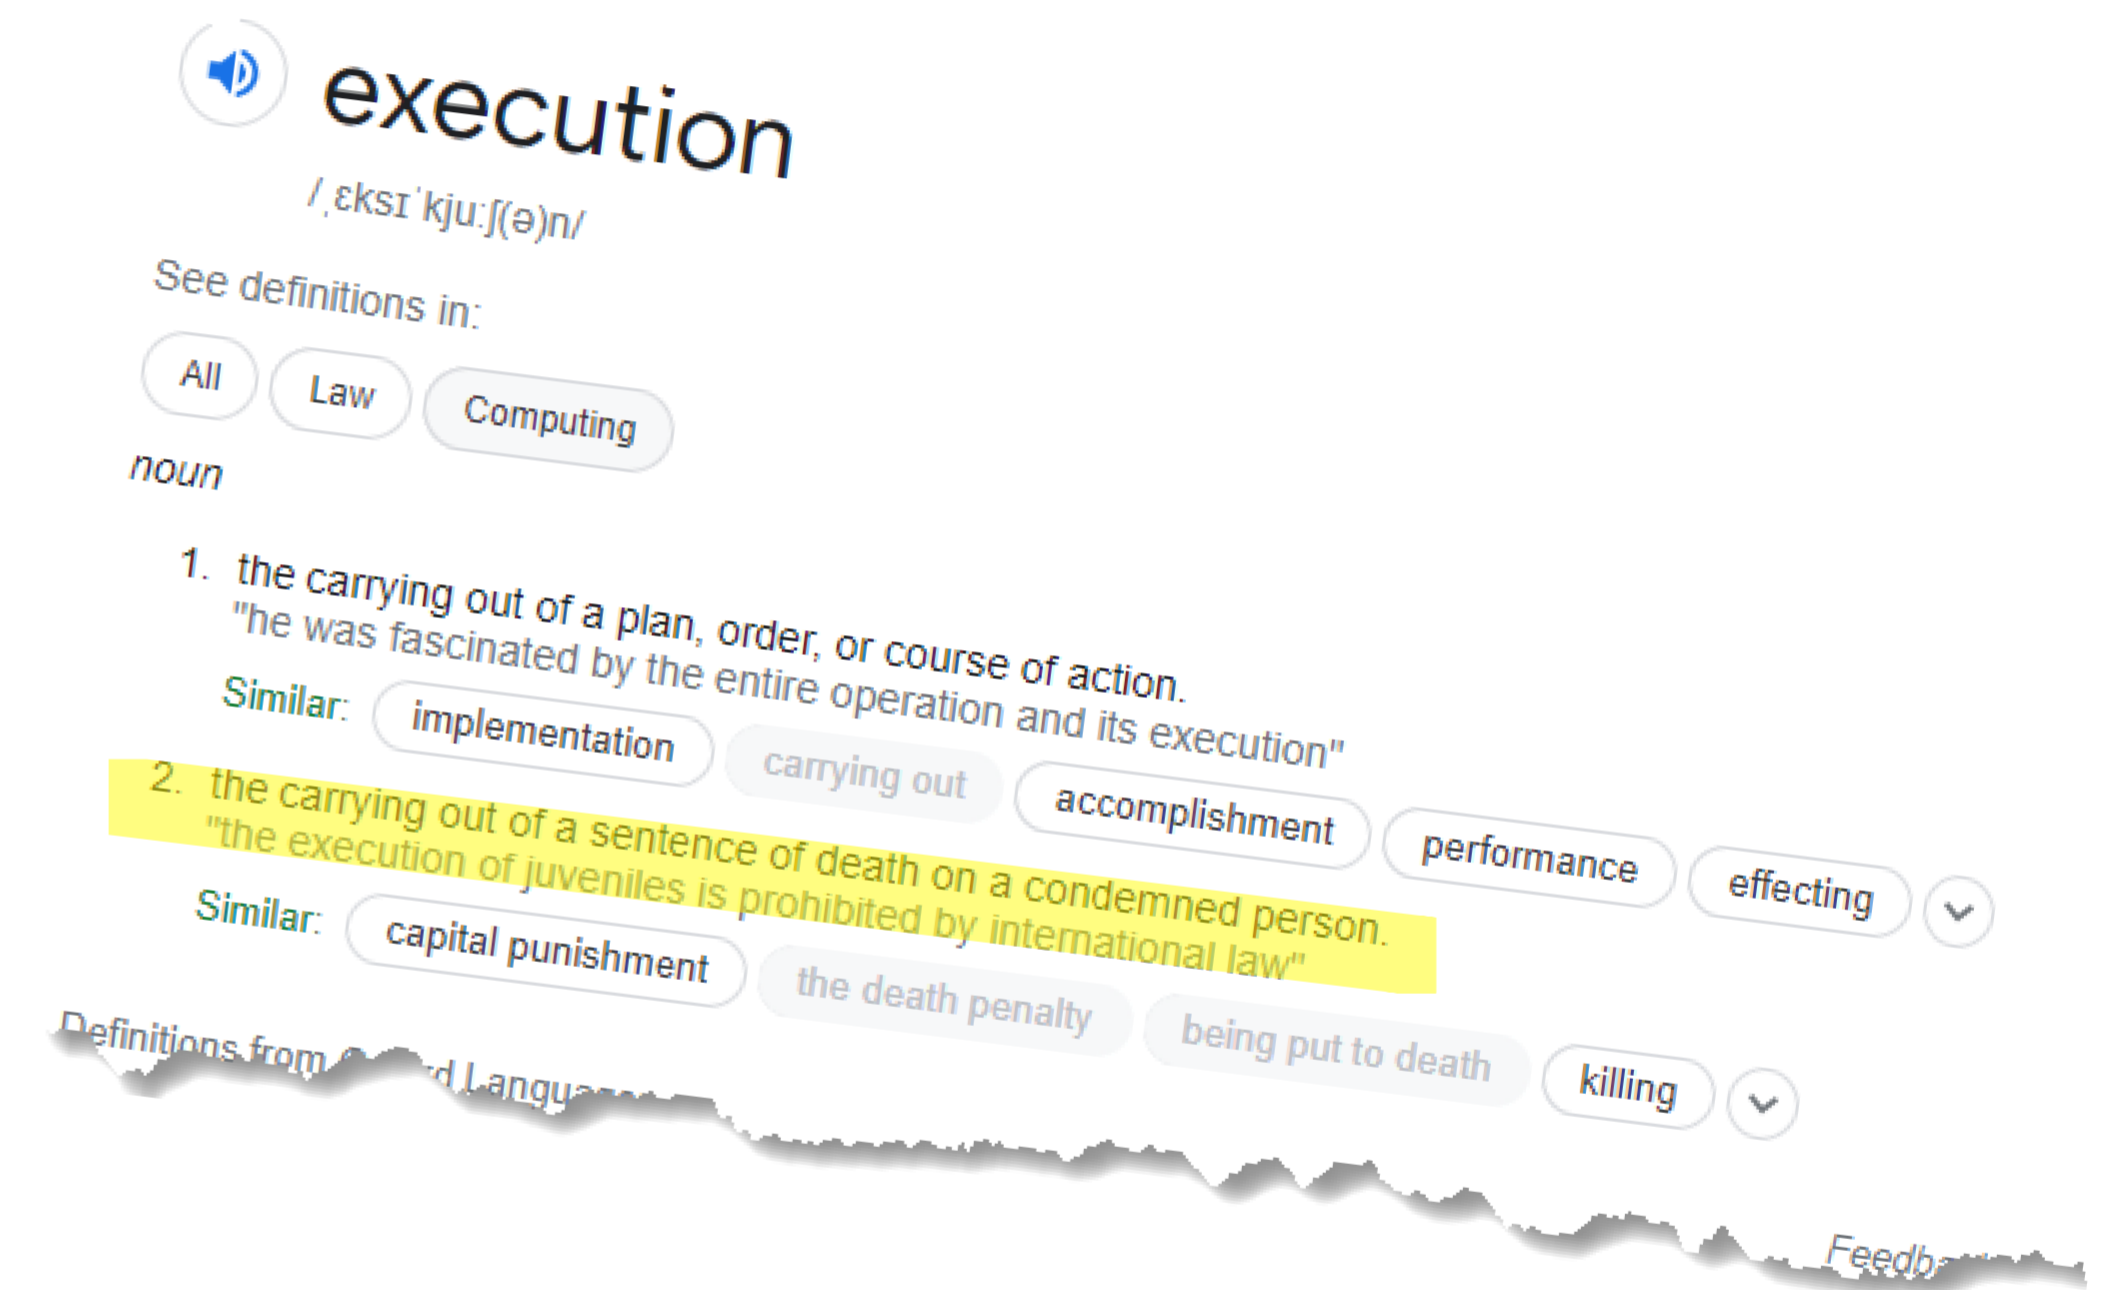 execution
/ˌɛksɪˈkjuːʃ(ə)n/
See definitions in:
All Law Computing
noun
1. the carrying out of a plan, order, or course of action.
"he was fascinated by the entire operation and its execution"
Similar: implementation carrying out accomplishment performance effecting
2. the carrying out of a sentence of death on a condemned person.
"the execution of juveniles is prohibited by international law"
Similar: capital punishment the death penalty being put to death killing
Definitions from